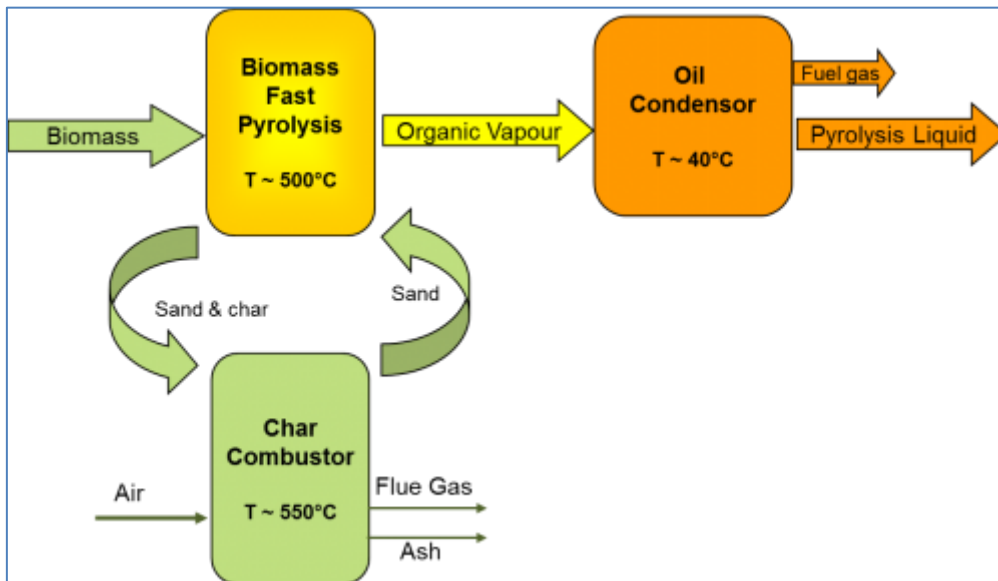 Biomass
Biomass
Fast
Pyrolysis
T ~ 500°C
Organic Vapour
Oil
Condensor
T ~ 40°C
Fuel gas
Pyrolysis Liquid
Sand & char
Sand
Char
Combustor
T ~ 550°C
Air
Flue Gas
Ash